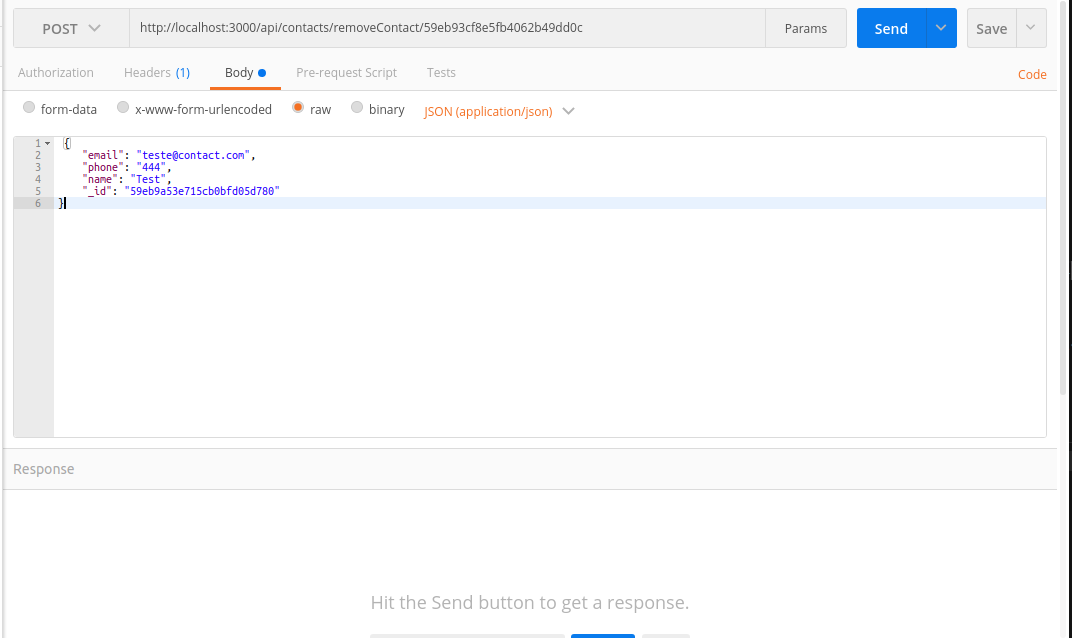 POST http://localhost:3000/api/contacts/removeContact/59eb93cf8e5fb4062b49dd0c Params Send Save
Authorization Headers (1) Body Pre-request Script Tests Code
form-data x-www-form-urlencoded raw binary JSON (application/json)
1 {
2 "email": "teste@contact.com",
3 "phone": "444",
4 "name": "Test",
5 "_id": "59eb9a53e715cb0bfd05d780"
6 }
Response
Hit the Send button to get a response.